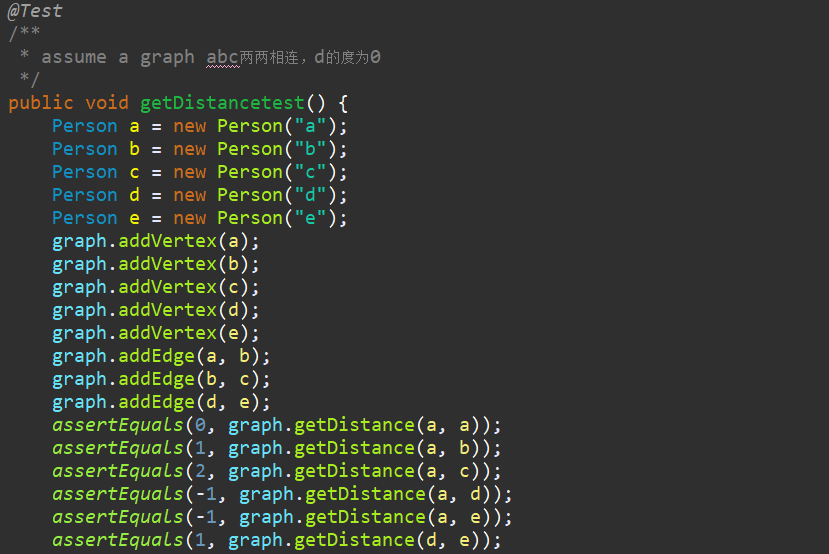 @Test
/**
 * assume a graph abc两两相连，d的度为0
 */
public void getDistancetest() {
    Person a = new Person("a");
    Person b = new Person("b");
    Person c = new Person("c");
    Person d = new Person("d");
    Person e = new Person("e");
    graph.addVertex(a);
    graph.addVertex(b);
    graph.addVertex(c);
    graph.addVertex(d);
    graph.addVertex(e);
    graph.addEdge(a, b);
    graph.addEdge(b, c);
    graph.addEdge(d, e);
    assertEquals(0, graph.getDistance(a, a));
    assertEquals(1, graph.getDistance(a, b));
    assertEquals(2, graph.getDistance(a, c));
    assertEquals(-1, graph.getDistance(a, d));
    assertEquals(-1, graph.getDistance(a, e));
    assertEquals(1, graph.getDistance(d, e));